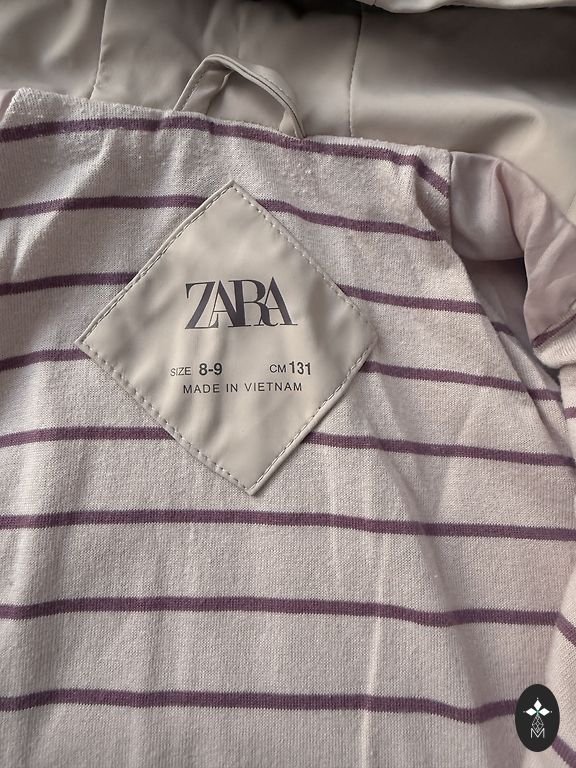 ZARA
SIZE 8-9 CM 131
MADE IN VIETNAM
M